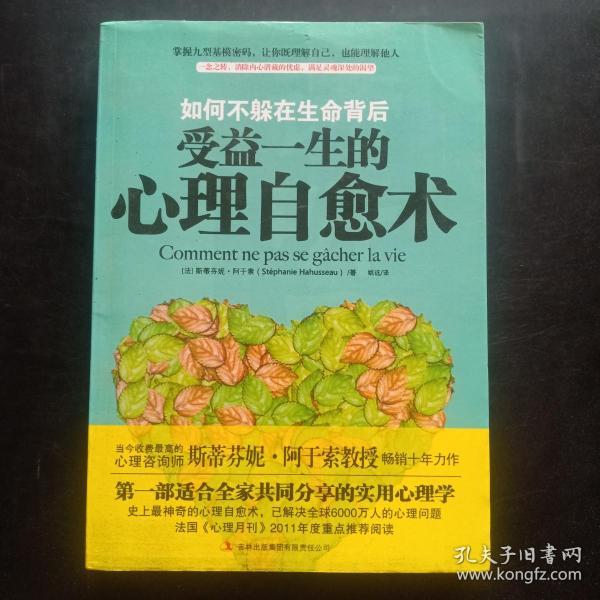 掌握九型基模密码，让你既理解自己，也能理解他人
一念之转，消除内心潜藏的忧虑，满足灵魂深处的渴望
如何不躲在生命背后
受益一生的
心理自愈术
Comment ne pas se gâcher la vie
[法] 斯蒂芬妮·阿于索（Stéphanie Hahusseau）/著 姚远/译
当今收费最高的
心理咨询师 斯蒂芬妮·阿于索教授 畅销十年力作
第一部适合全家共同分享的实用心理学
史上最神奇的心理自愈术，已解决全球6000万人的心理问题
法国《心理月刊》2011年度重点推荐阅读
吉林出版集团有限责任公司
孔夫子旧书网
www.kongfz.com